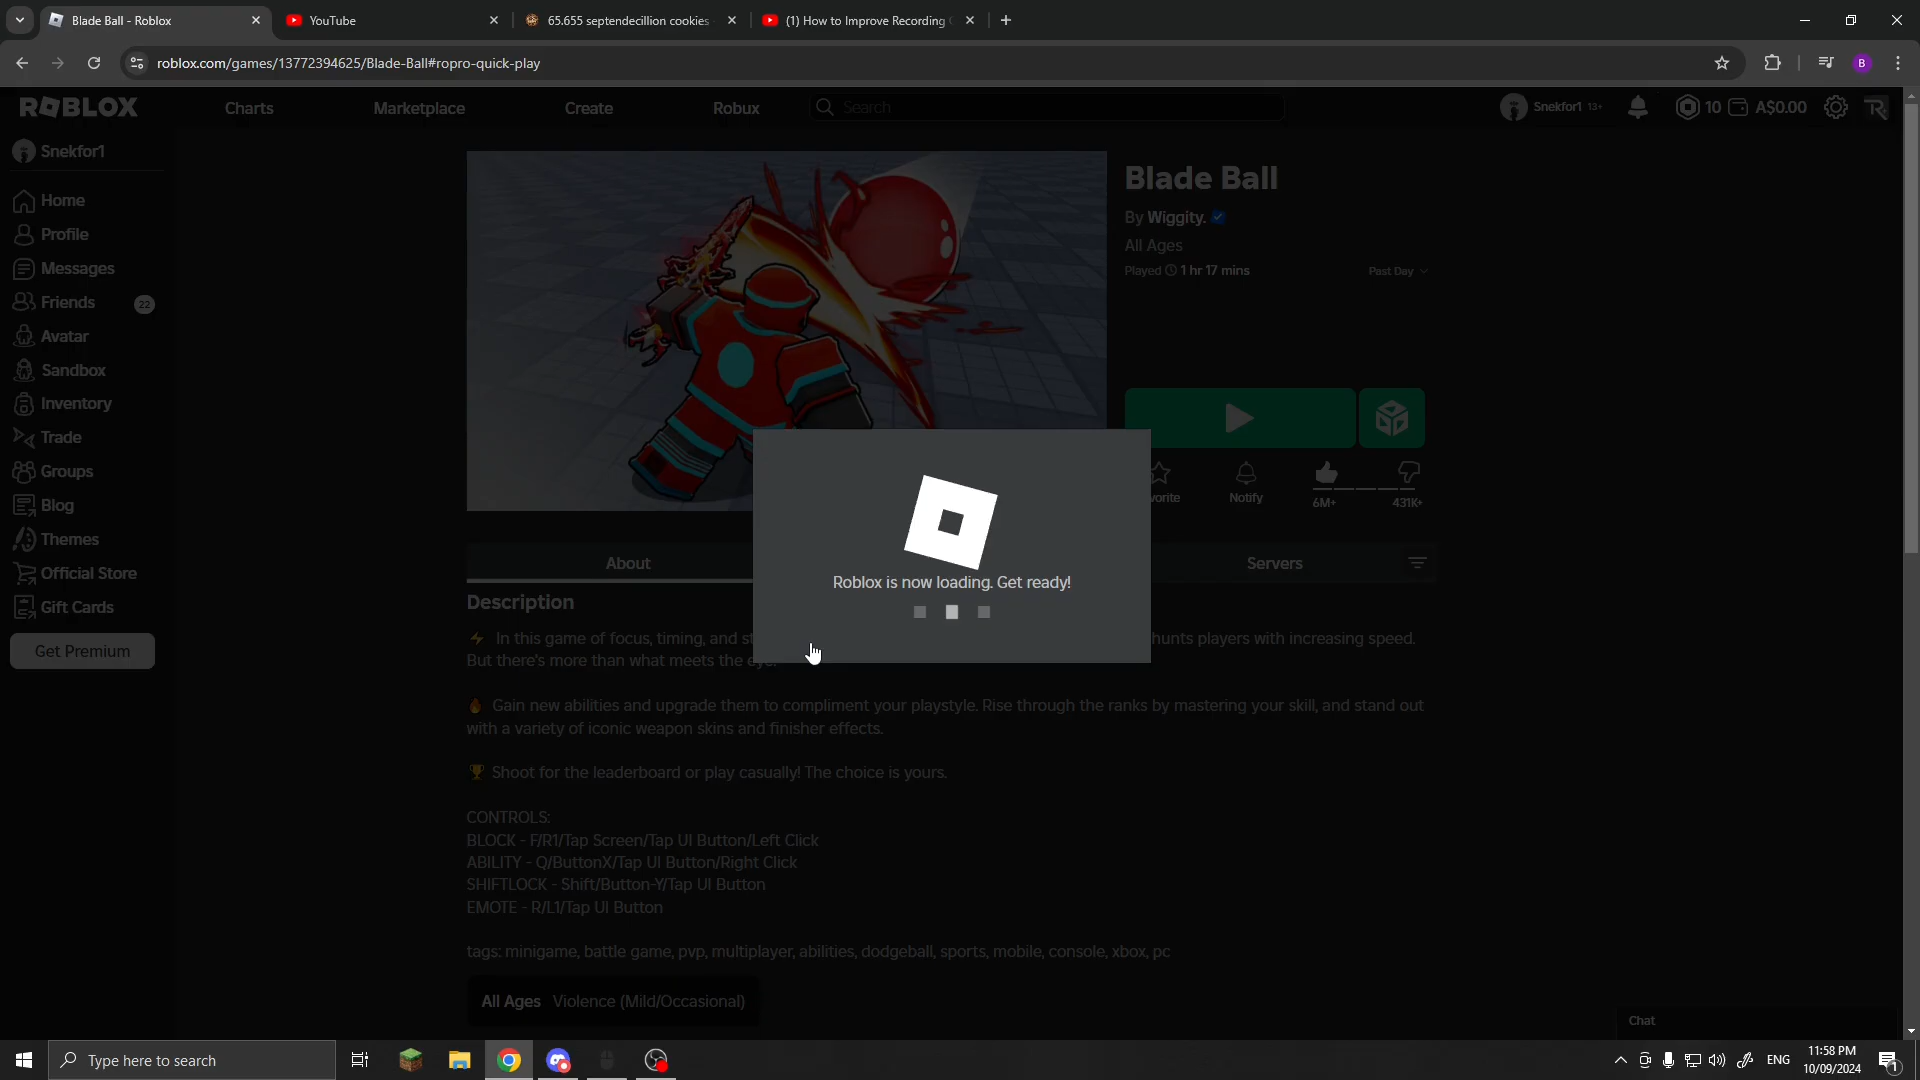 Blade Ball - Roblox
YouTube
65.655 septendecillion cookies
(1) How to Improve Recording
roblox.com/games/13772394625/Blade-Ball#ropro-quick-play
B
ROBLOX
Charts
Marketplace
Create
Robux
Search
Snekfor1 13+
10
A$0.00
Snekfor1
Home
Profile
Messages
Friends 22
Avatar
Sandbox
Inventory
Trade
Groups
Blog
Themes
Official Store
Gift Cards
Get Premium
Blade Ball
By Wiggity.
All Ages
Played 1 hr 17 mins
Past Day
vorite
Notify
6M+
431K+
Roblox is now loading. Get ready!
About
Servers
Description
In this game of focus, timing, and st hunts players with increasing speed.
But there's more than what meets the eye.
Gain new abilities and upgrade them to compliment your playstyle. Rise through the ranks by mastering your skill, and stand out
with a variety of iconic weapon skins and finisher effects.
Shoot for the leaderboard or play casually! The choice is yours.
CONTROLS:
BLOCK - F/R1/Tap Screen/Tap UI Button/Left Click
ABILITY - Q/ButtonX/Tap UI Button/Right Click
SHIFTLOCK - Shift/Button-Y/Tap UI Button
EMOTE - R/L1/Tap UI Button
tags: minigame, battle game, pvp, multiplayer, abilities, dodgeball, sports, mobile, console, xbox, pc
All Ages Violence (Mild/Occasional)
Chat
Type here to search
ENG
11:58 PM
10/09/2024
1